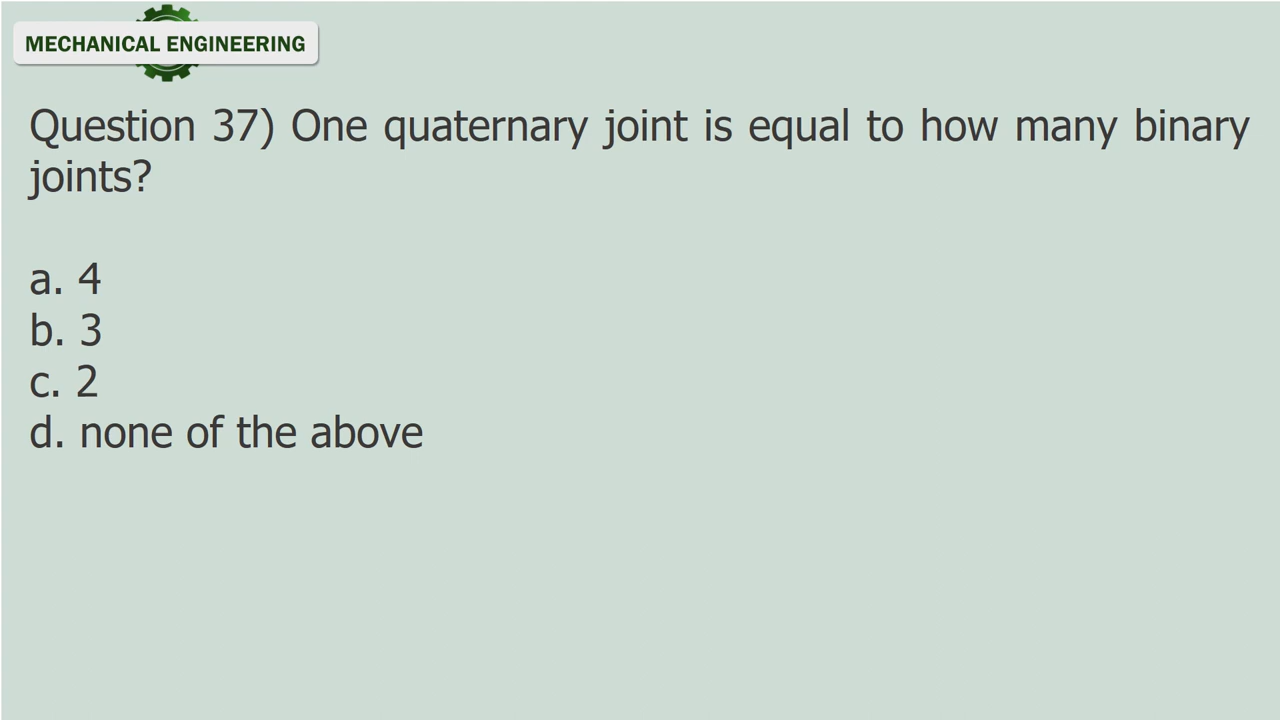 MECHANICAL ENGINEERING
Question 37) One quaternary joint is equal to how many binary
joints?
a. 4
b. 3
c. 2
d. none of the above